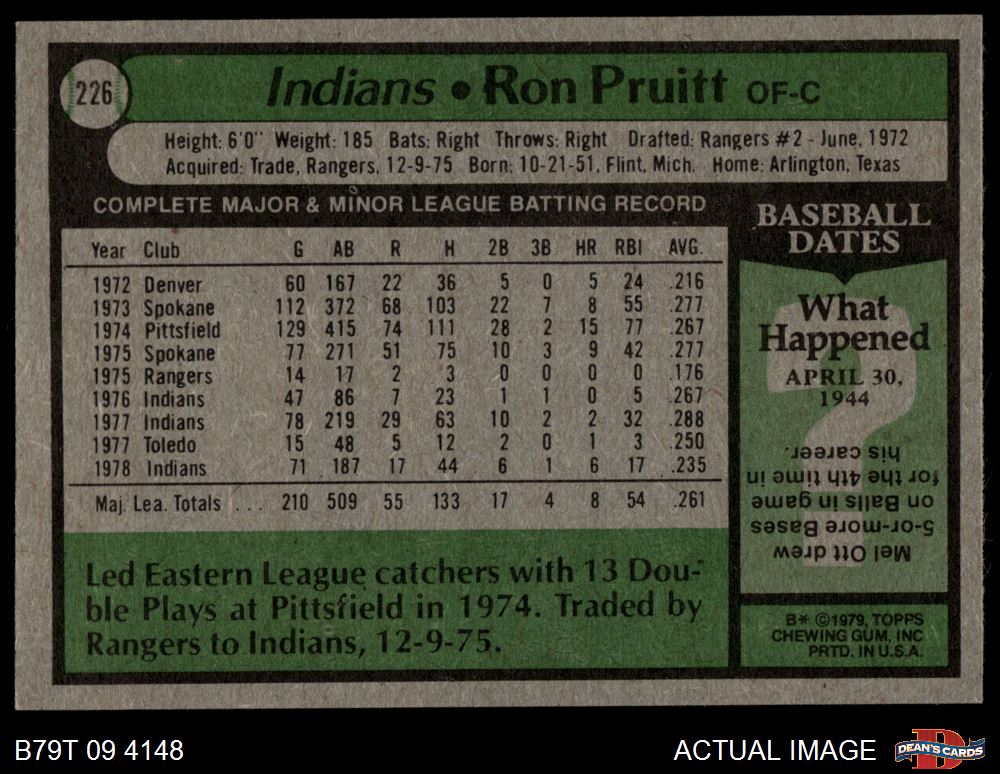 226
Indians • Ron Pruitt OF-C
Height: 6'0" Weight: 185 Bats: Right Throws: Right Drafted: Rangers #2 - June, 1972
Acquired: Trade, Rangers, 12-9-75 Born: 10-21-51, Flint, Mich. Home: Arlington, Texas
COMPLETE MAJOR & MINOR LEAGUE BATTING RECORD
Year Club G AB R H 2B 3B HR RBI AVG.
1972 Denver 60 167 22 36 5 0 5 24 .216
1973 Spokane 112 372 68 103 22 7 8 55 .277
1974 Pittsfield 129 415 74 111 28 2 15 77 .267
1975 Spokane 77 271 51 75 10 3 9 42 .277
1975 Rangers 14 17 2 3 0 0 0 0 .176
1976 Indians 47 86 7 23 1 1 0 5 .267
1977 Indians 78 219 29 63 10 2 2 32 .288
1977 Toledo 15 48 5 12 2 0 1 3 .250
1978 Indians 71 187 17 44 6 1 6 17 .235
Maj. Lea. Totals ... 210 509 55 133 17 4 8 54 .261
Led Eastern League catchers with 13 Dou-
ble Plays at Pittsfield in 1974. Traded by
Rangers to Indians, 12-9-75.
BASEBALL
DATES
What
Happened
APRIL 30,
1944
?
Mel Ott drew
5-or-more Bases
on Balls in game
for the 4th time in
his career.
B* ©1979, TOPPS
CHEWING GUM, INC
PRTD. IN U.S.A.
B79T 09 4148
ACTUAL IMAGE
DEAN'S CARDS